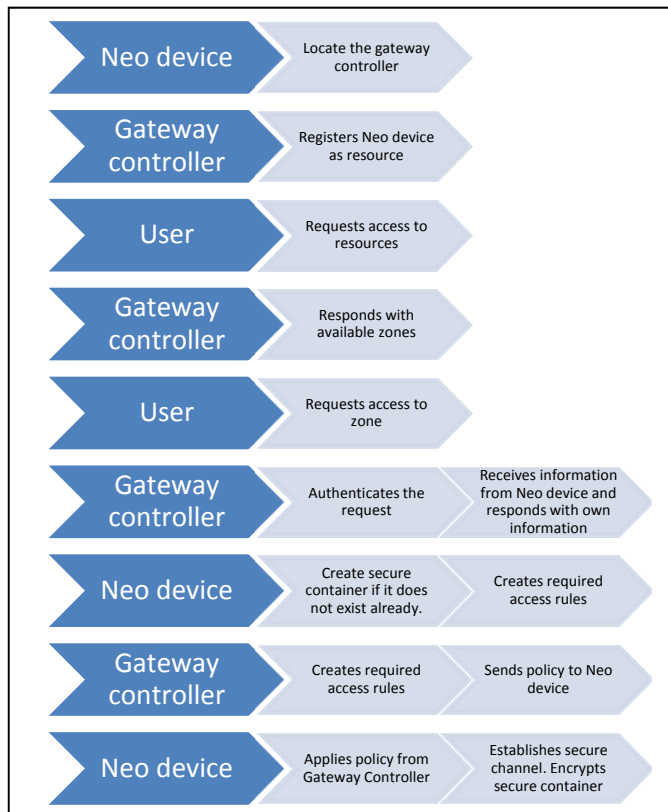 Neo device
Locate the gateway
controller
Gateway
controller
Registers Neo device
as resource
User
Requests access to
resources
Gateway
controller
Responds with
available zones
User
Requests access to
zone
Gateway
controller
Authenticates the
request
Receives information
from Neo device and
responds with own
information
Neo device
Create secure
container if it does
not exist already.
Creates required
access rules
Gateway
controller
Creates required
access rules
Sends policy to Neo
device
Neo device
Applies policy from
Gateway Controller
Establishes secure
channel. Encrypts
secure container